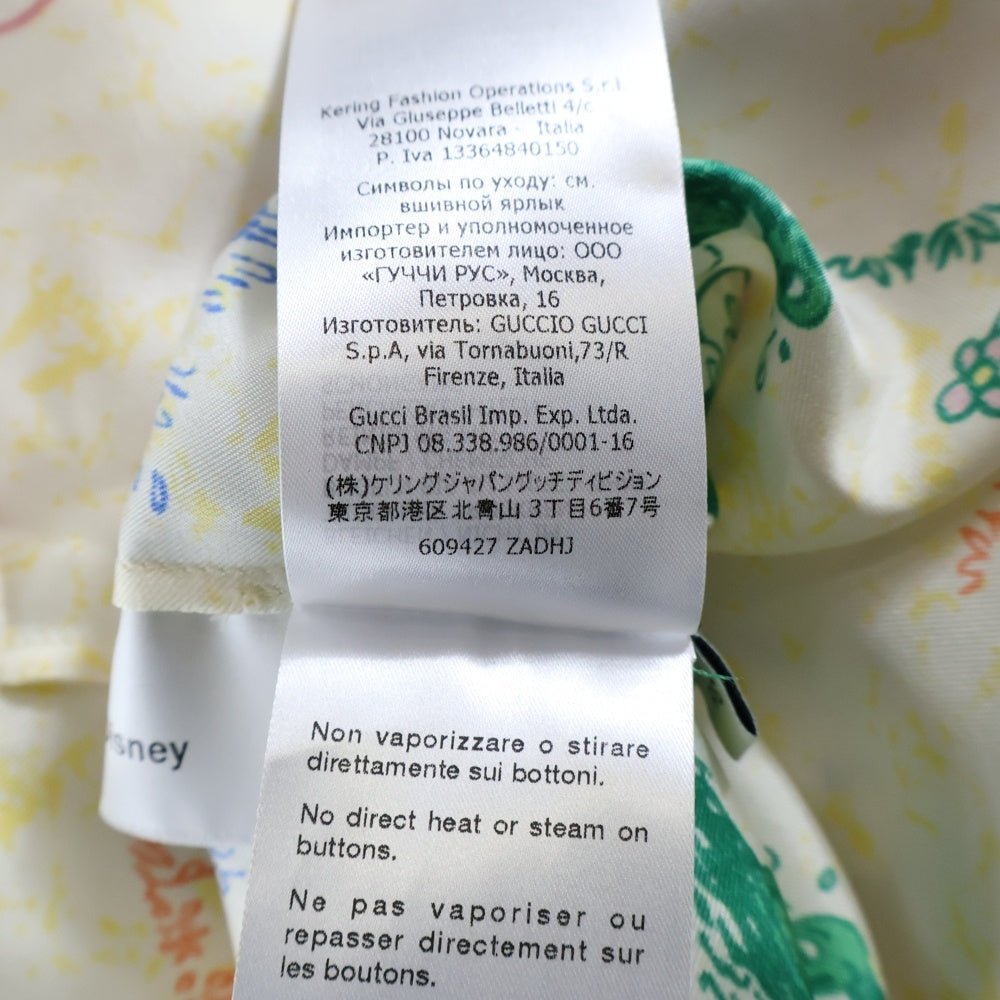 Kering Fashion Operations S.r.l.
Via Giuseppe Belletti 4/c
28100 Novara - Italia
P. Iva 13364840150
Символы по уходу: см.
вшивной ярлык
Импортер и уполномоченное
изготовителем лицо: ООО
«ГУЧЧИ РУС», Москва,
Петровка, 16
Изготовитель: GUCCIO GUCCI
S.p.A, via Tornabuoni,73/R
Firenze, Italia
Gucci Brasil Imp. Exp. Ltda.
CNPJ 08.338.986/0001-16
(株)ケリングジャパングッチディビジョン
東京都港区北青山 3丁目6番7号
609427 ZADHJ
isney
Non vaporizzare o stirare
direttamente sui bottoni.
No direct heat or steam on
buttons.
Ne pas vaporiser ou
repasser directement sur
les boutons.